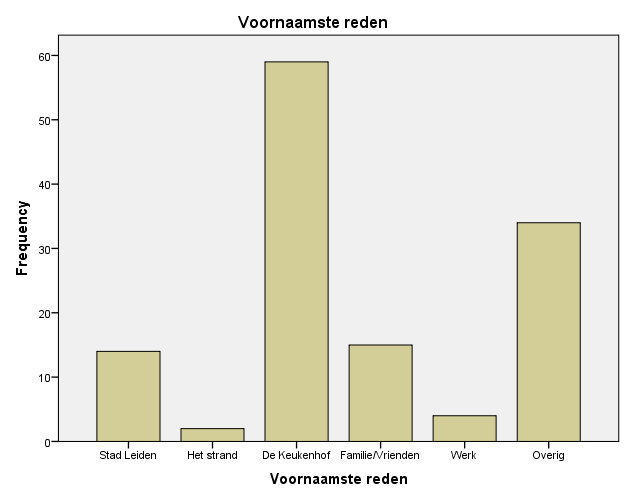 Voornaamste reden
Frequency
60
50
40
30
20
10
0
Stad Leiden Het strand De Keukenhof Familie/Vrienden Werk Overig
Voornaamste reden